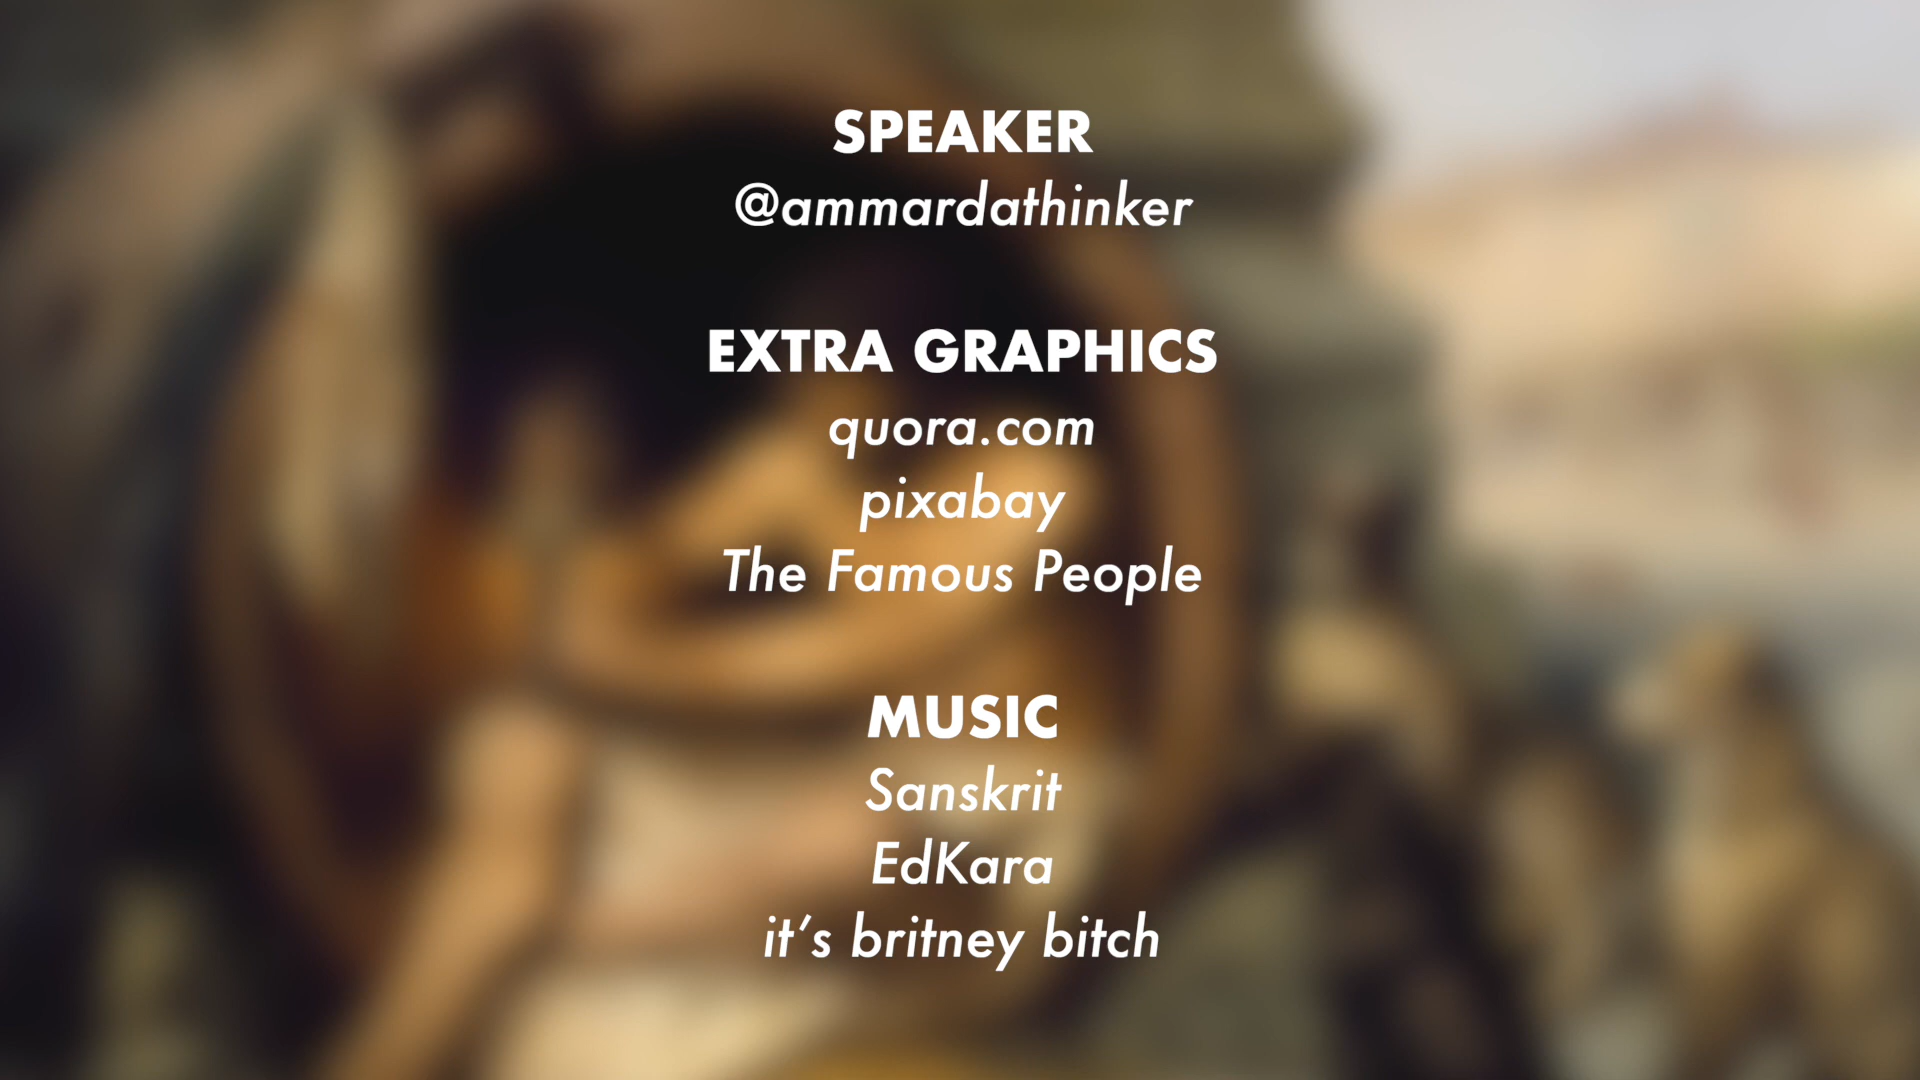 SPEAKER
@ammardathinker
EXTRA GRAPHICS
quora.com
pixabay
The Famous People
MUSIC
Sanskrit
EdKara
it’s britney bitch